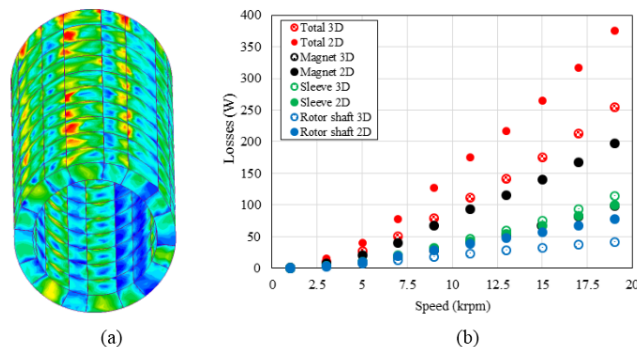 400
350
300
250
200
150
100
50
0
Losses (W)
Total 3D
Total 2D
Magnet 3D
Magnet 2D
Sleeve 3D
Sleeve 2D
Rotor shaft 3D
Rotor shaft 2D
0 1 3 5 7 9 11 13 15 17 19 20
Speed (krpm)
(a) (b)